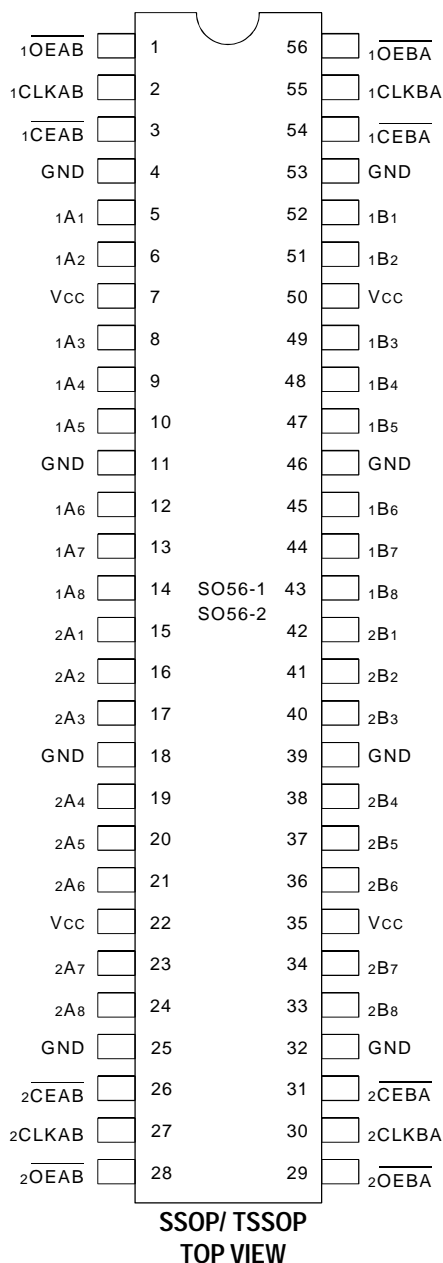 1OEAB 1 56 1OEBA
1CLKAB 2 55 1CLKBA
1CEAB 3 54 1CEBA
GND 4 53 GND
1A1 5 52 1B1
1A2 6 51 1B2
VCC 7 50 VCC
1A3 8 49 1B3
1A4 9 48 1B4
1A5 10 47 1B5
GND 11 46 GND
1A6 12 45 1B6
1A7 13 44 1B7
1A8 14 SO56-1 43 1B8
SO56-2
2A1 15 42 2B1
2A2 16 41 2B2
2A3 17 40 2B3
GND 18 39 GND
2A4 19 38 2B4
2A5 20 37 2B5
2A6 21 36 2B6
VCC 22 35 VCC
2A7 23 34 2B7
2A8 24 33 2B8
GND 25 32 GND
2CEAB 26 31 2CEBA
2CLKAB 27 30 2CLKBA
2OEAB 28 29 2OEBA
SSOP/ TSSOP
TOP VIEW